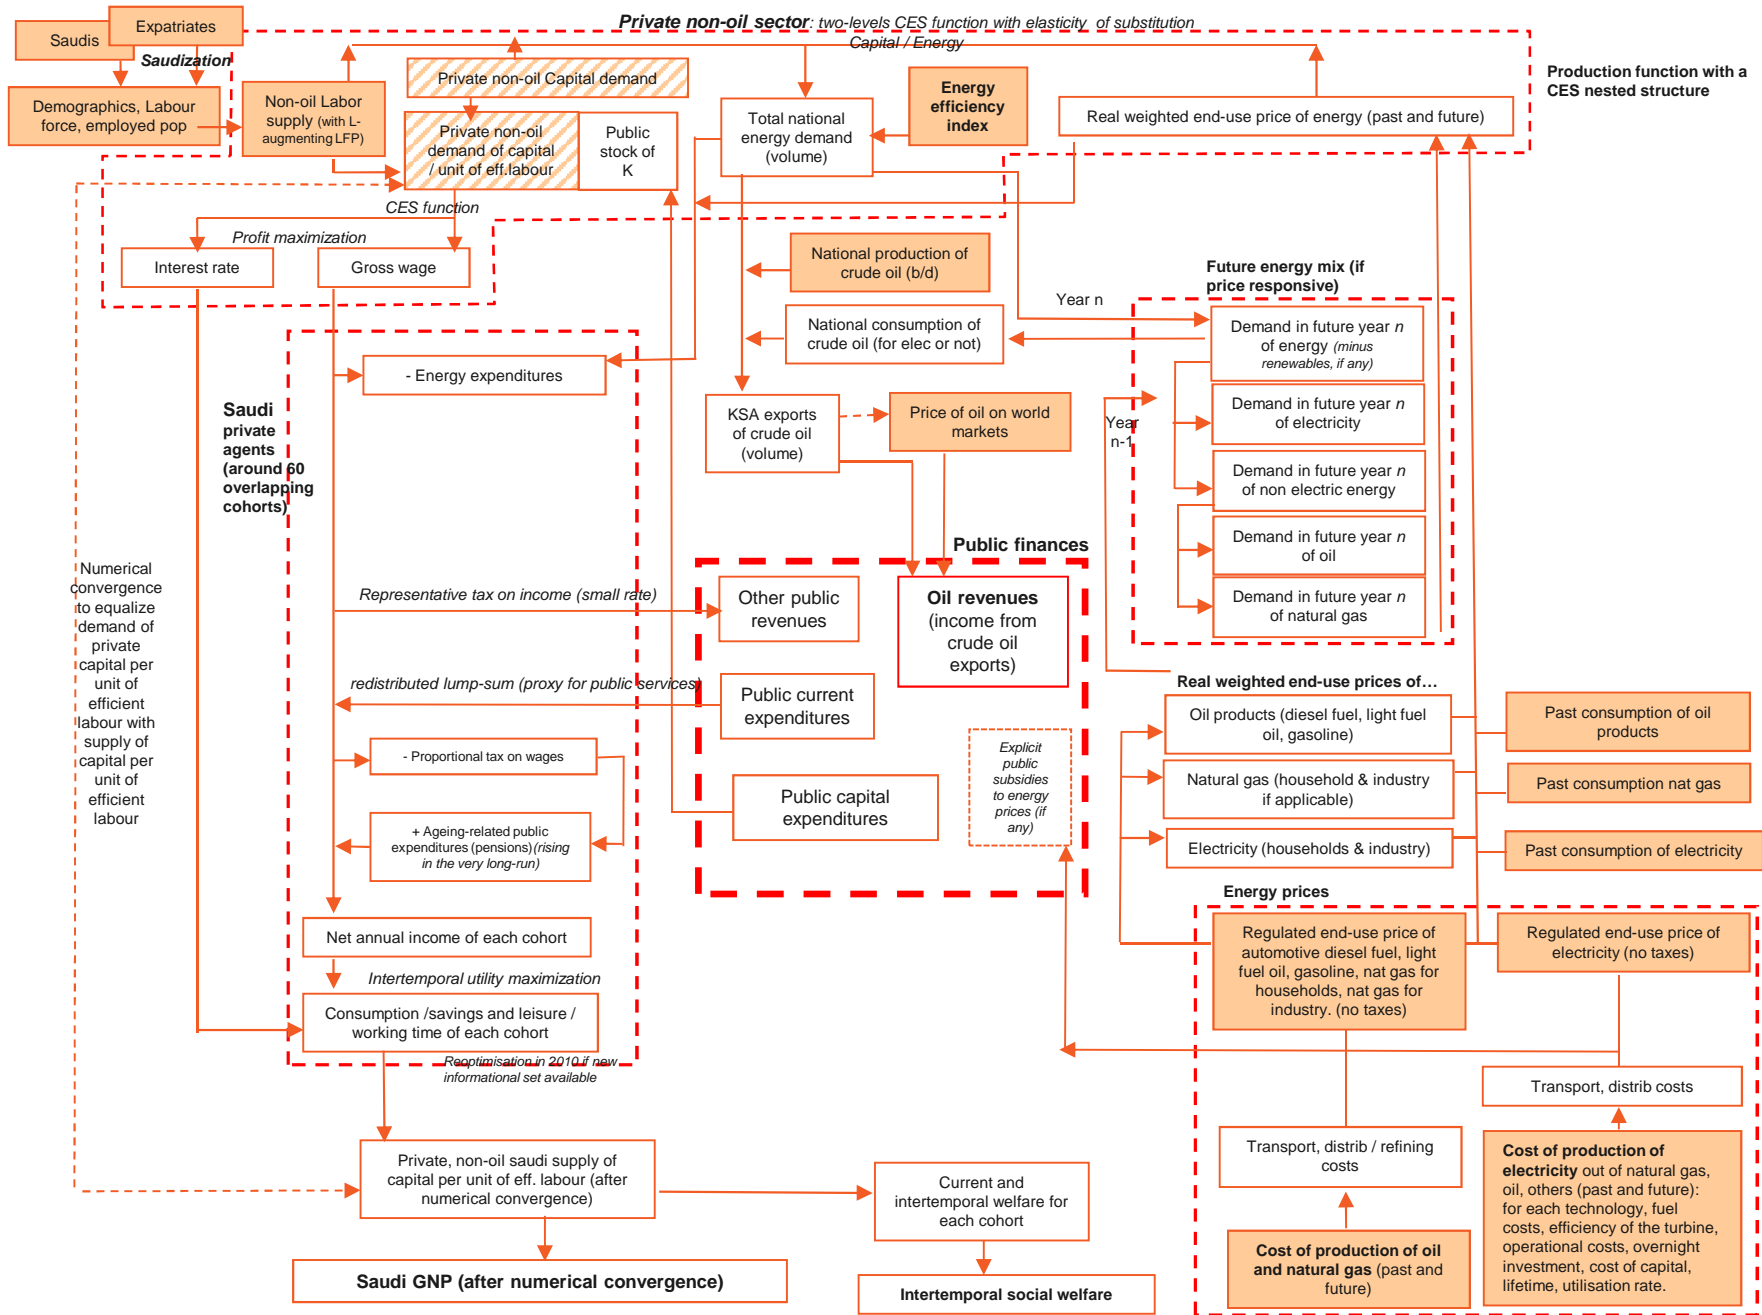 Private non-oil sector: two-levels CES function with elasticity of substitution
Capital / Energy
Saudis
Expatriates
Saudization
Demographics, Labour
force, employed pop
Non-oil Labor
supply (with L-
augmenting LFP)
Private non-oil Capital demand
Private non-oil
demand of capital
/ unit of eff.labour
Public
stock of
K
Total national
energy demand
(volume)
Energy
efficiency
index
Real weighted end-use price of energy (past and future)
Production function with a
CES nested structure
CES function
Profit maximization
Interest rate
Gross wage
National production of
crude oil (b/d)
National consumption of
crude oil (for elec or not)
Year n
Future energy mix (if
price responsive)
Demand in future year n
of energy (minus
renewables, if any)
Demand in future year n
of electricity
Demand in future year n
of non electric energy
Demand in future year n
of oil
Demand in future year n
of natural gas
Year
n-1
- Energy expenditures
KSA exports
of crude oil
(volume)
Price of oil on world
markets
Saudi
private
agents
(around 60
overlapping
cohorts)
Numerical
convergence
to equalize
demand of
private
capital per
unit of
efficient
labour with
supply of
capital per
unit of
efficient
labour
Public finances
Representative tax on income (small rate)
Other public
revenues
Oil revenues
(income from
crude oil
exports)
redistributed lump-sum (proxy for public services)
Public current
expenditures
- Proportional tax on wages
+ Ageing-related public
expenditures (pensions)(rising
in the very long-run)
Public capital
expenditures
Explicit
public
subsidies
to energy
prices (if
any)
Real weighted end-use prices of…
Oil products (diesel fuel, light fuel
oil, gasoline)
Natural gas (household & industry
if applicable)
Electricity (households & industry)
Past consumption of oil
products
Past consumption nat gas
Past consumption of electricity
Energy prices
Regulated end-use price of
automotive diesel fuel, light
fuel oil, gasoline, nat gas for
households, nat gas for
industry. (no taxes)
Regulated end-use price of
electricity (no taxes)
Net annual income of each cohort
Intertemporal utility maximization
Consumption /savings and leisure /
working time of each cohort
Reoptimisation in 2010 if new
informational set available
Transport, distrib costs
Transport, distrib / refining
costs
Private, non-oil saudi supply of
capital per unit of eff. labour (after
numerical convergence)
Current and
intertemporal welfare for
each cohort
Cost of production of
electricity out of natural gas,
oil, others (past and future):
for each technology, fuel
costs, efficiency of the turbine,
operational costs, overnight
investment, cost of capital,
lifetime, utilisation rate.
Cost of production of oil
and natural gas (past and
future)
Saudi GNP (after numerical convergence)
Intertemporal social welfare